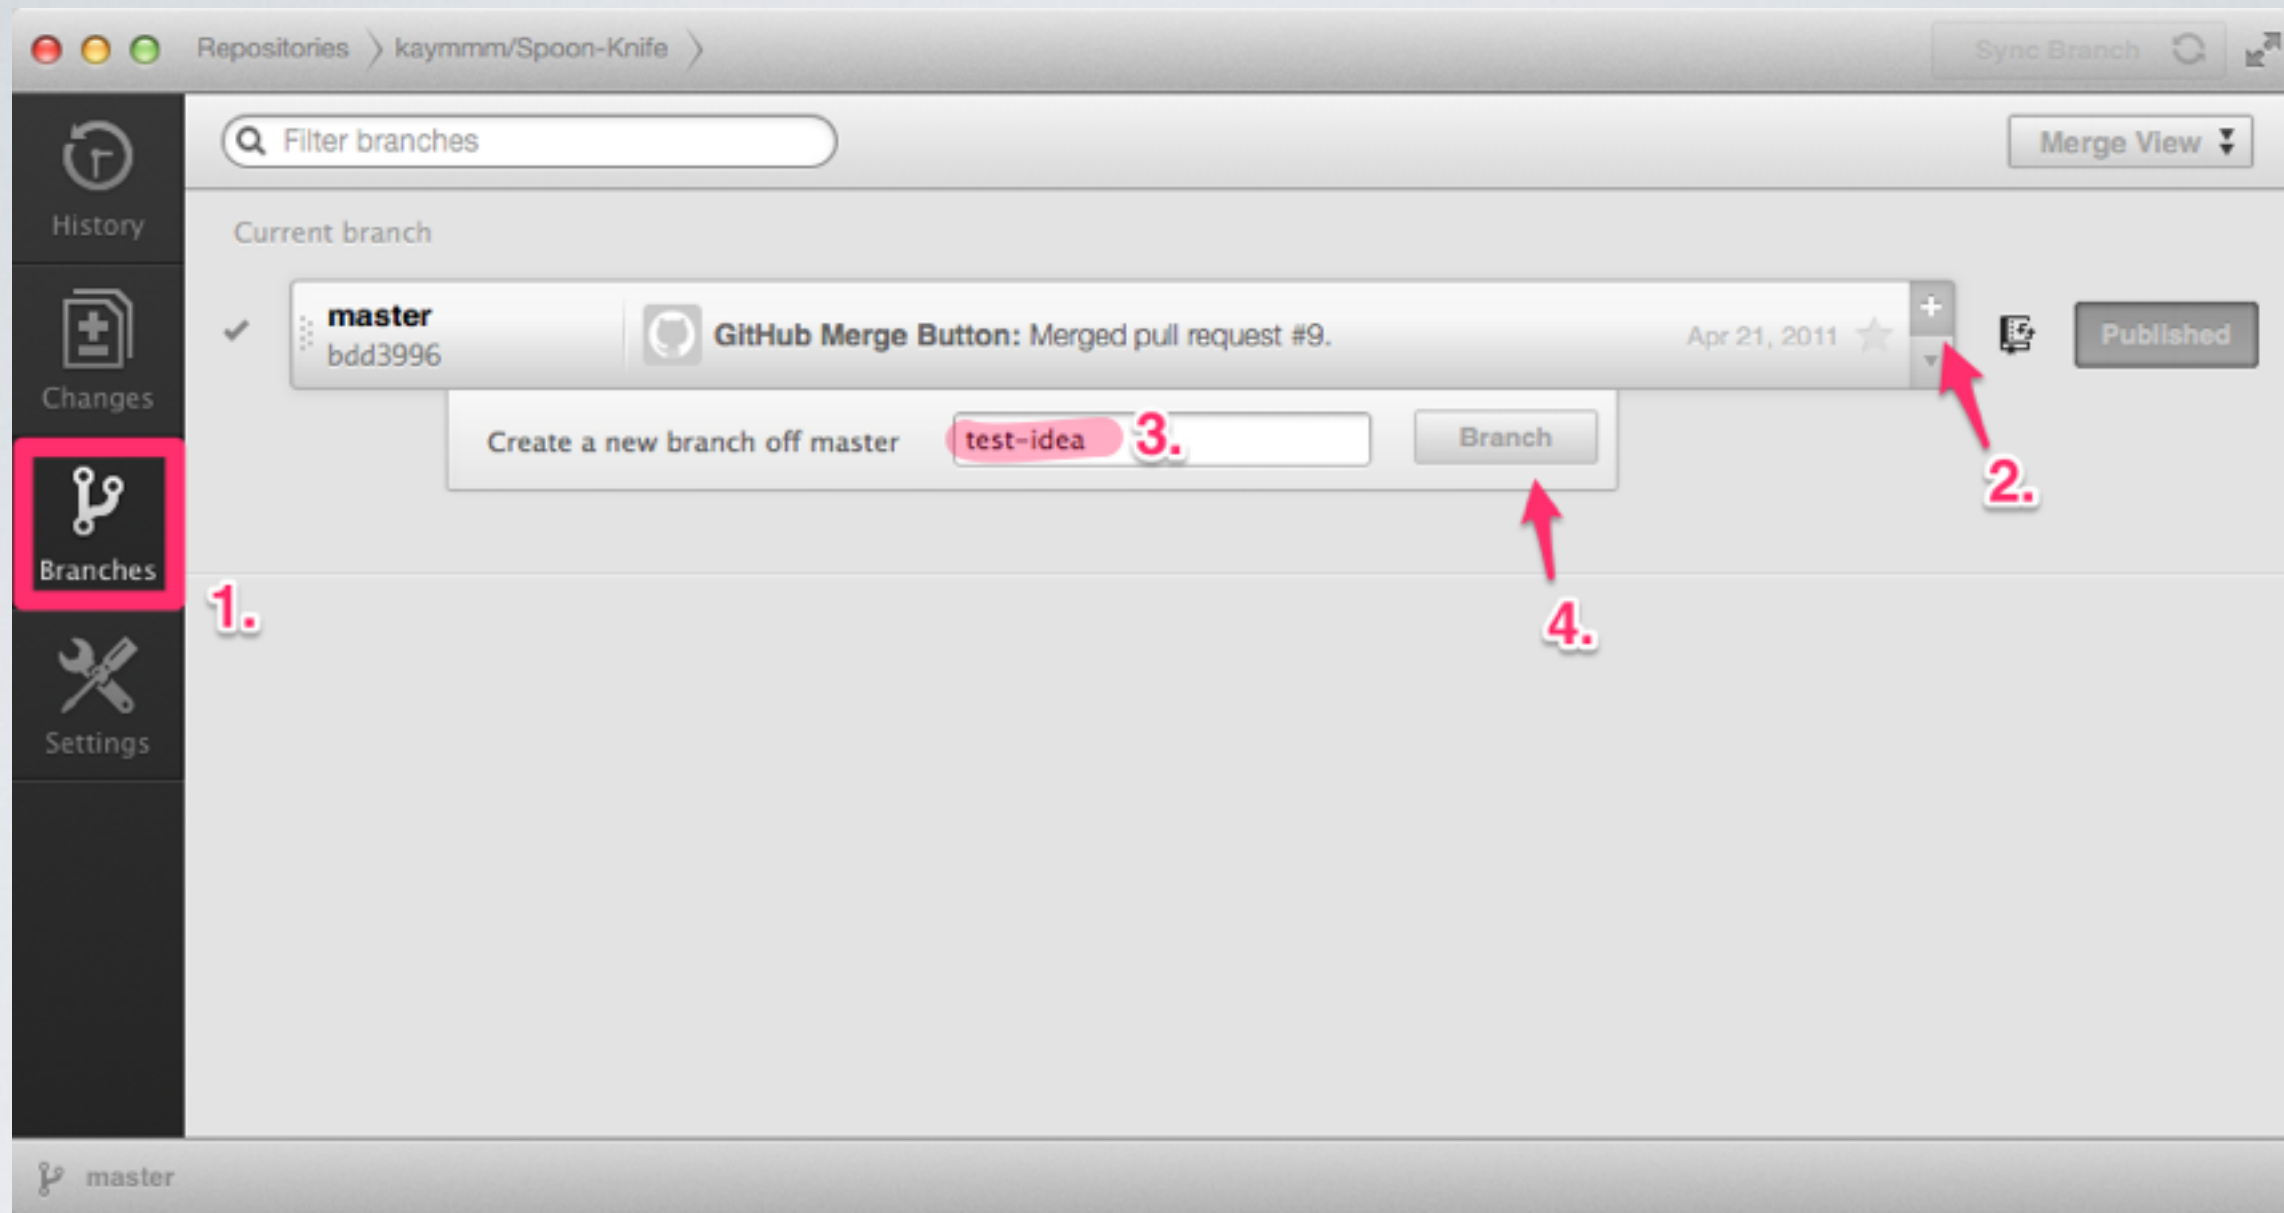 Repositories kaymmm/Spoon-Knife
Sync Branch
Filter branches
Merge View
History
Current branch
master
bdd3996
GitHub Merge Button: Merged pull request #9.
Apr 21, 2011
Published
Changes
Create a new branch off master
test-idea
3.
Branch
2.
Branches
1.
4.
Settings
master